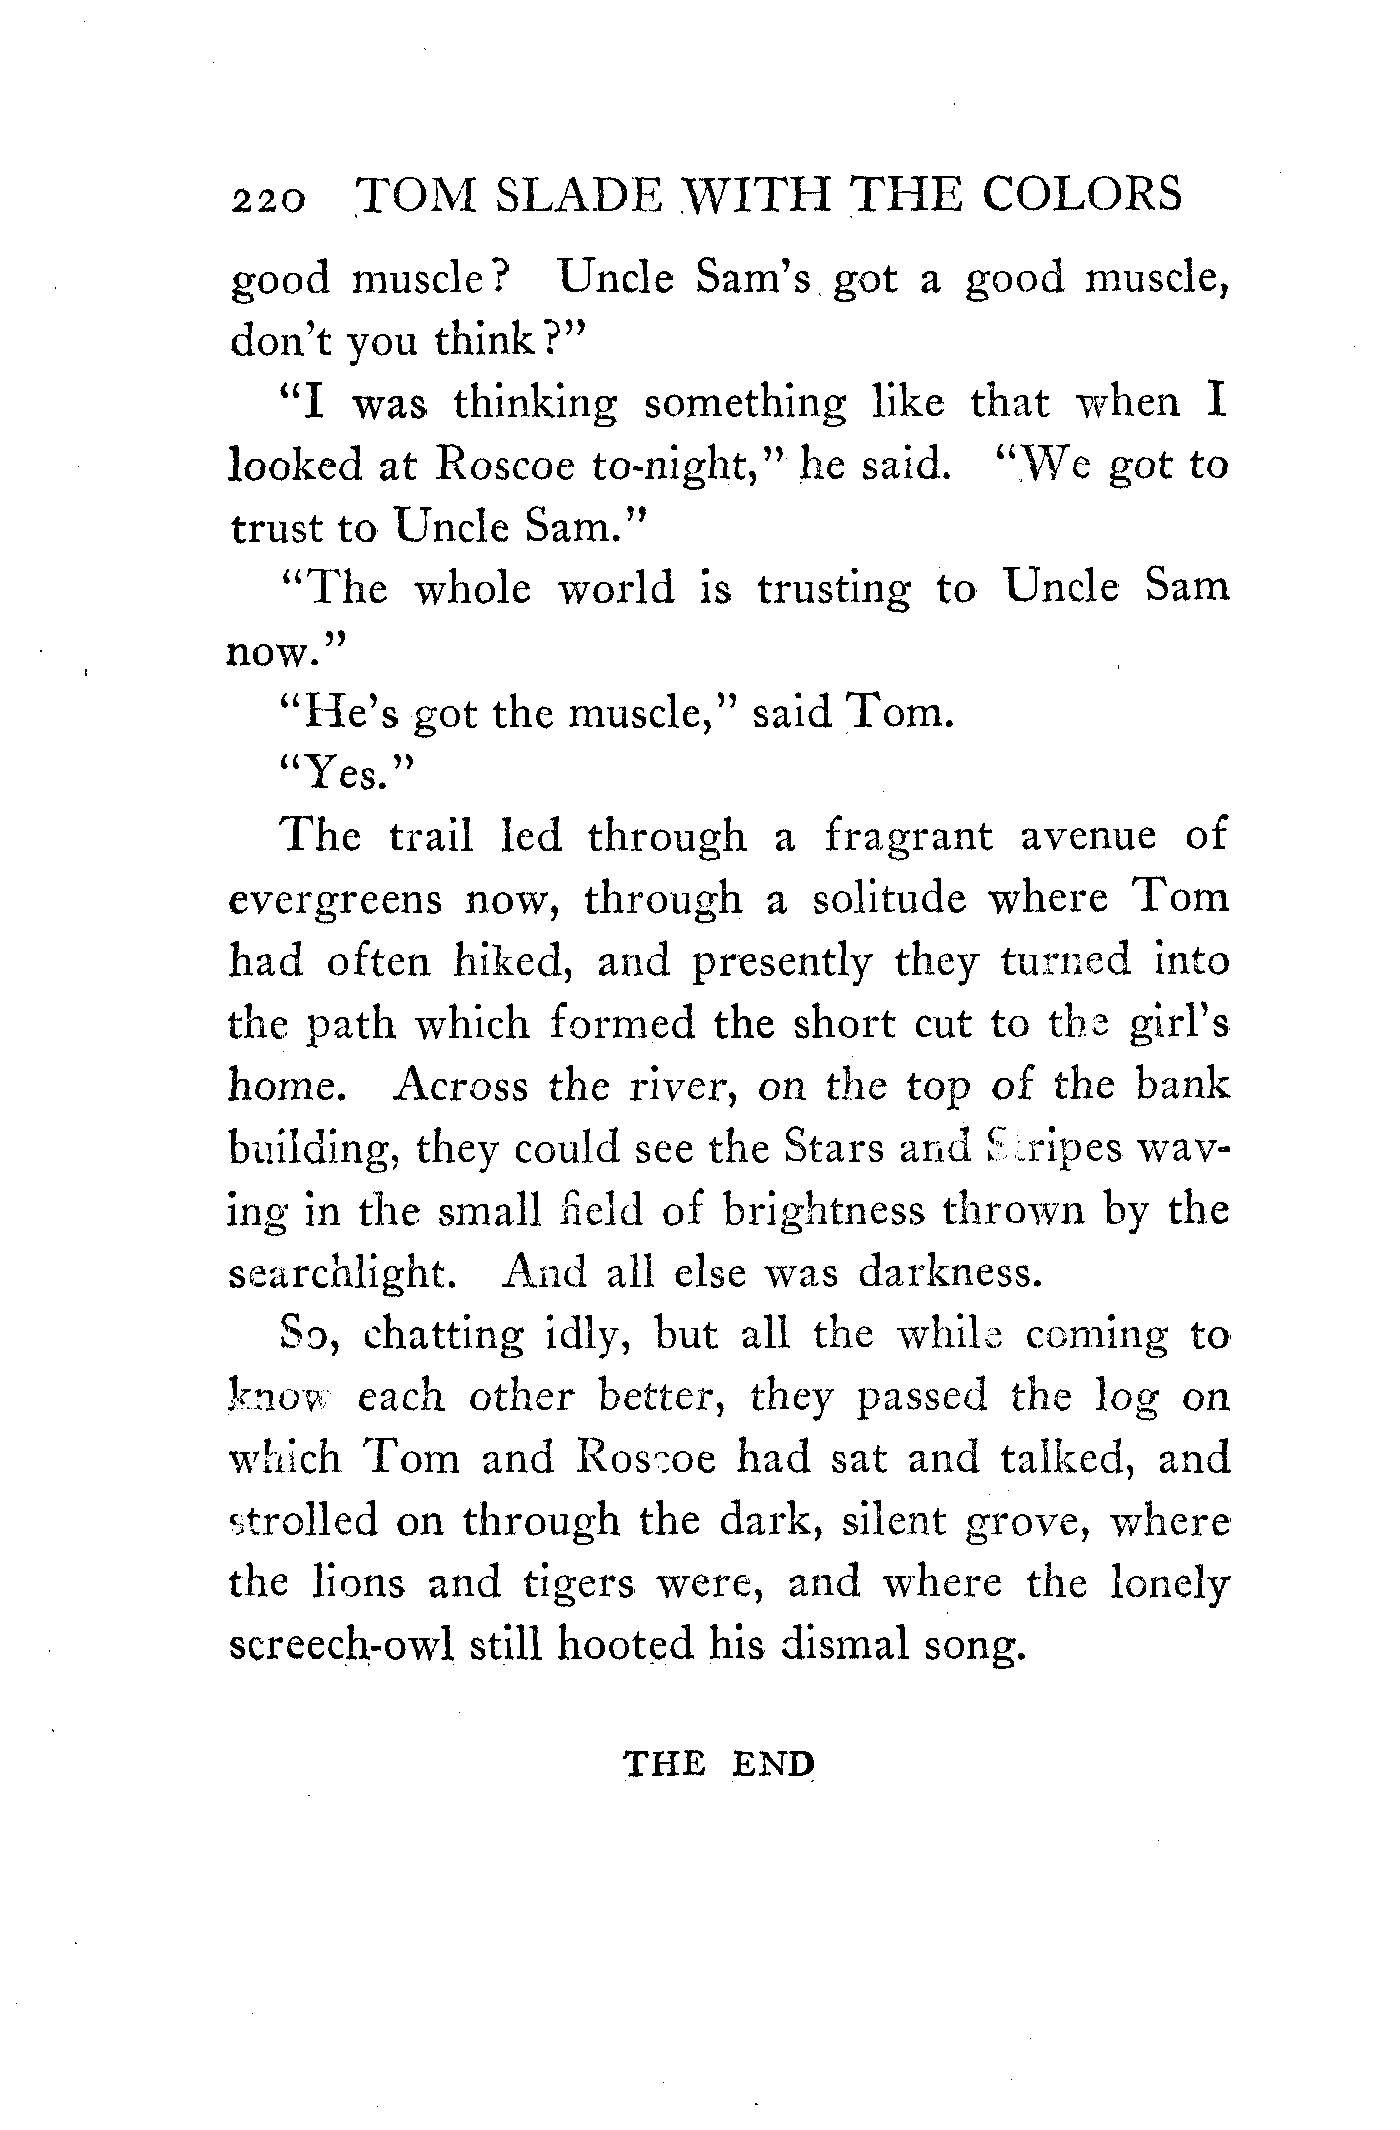 220 TOM SLADE WITH THE COLORS
good muscle? Uncle Sam's got a good muscle,
don't you think?"
"I was thinking something like that when I
looked at Roscoe to-night," he said. "We got to
trust to Uncle Sam."
"The whole world is trusting to Uncle Sam
now."
"He's got the muscle," said Tom.
"Yes."
The trail led through a fragrant avenue of
evergreens now, through a solitude where Tom
had often hiked, and presently they turned into
the path which formed the short cut to the girl's
home. Across the river, on the top of the bank
building, they could see the Stars and Stripes wav-
ing in the small field of brightness thrown by the
searchlight. And all else was darkness.
So, chatting idly, but all the while coming to
know each other better, they passed the log on
which Tom and Roscoe had sat and talked, and
strolled on through the dark, silent grove, where
the lions and tigers were, and where the lonely
screech-owl still hooted his dismal song.
THE END